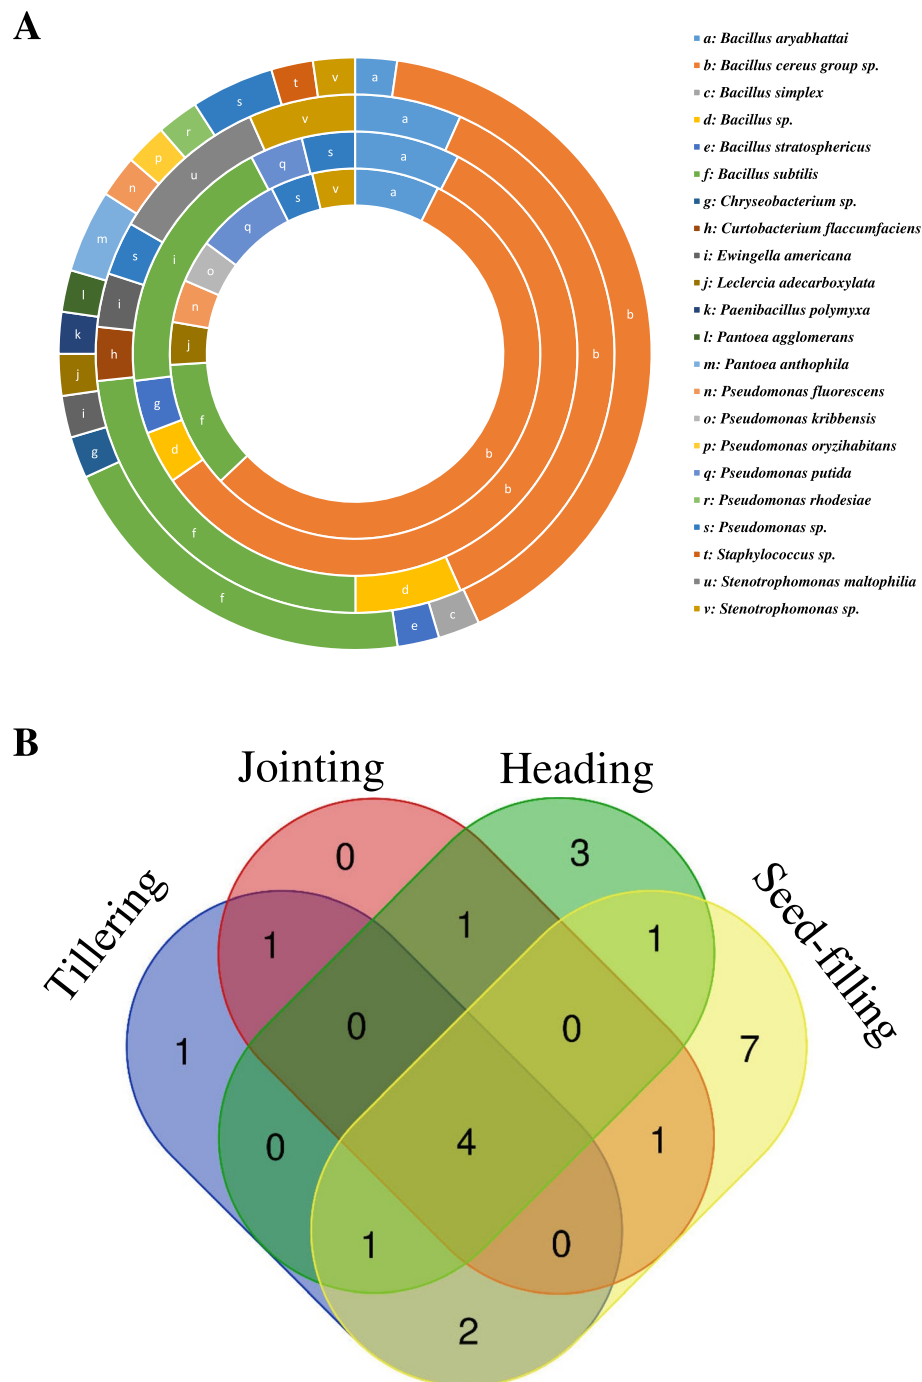 A
a: Bacillus aryabhattai
b: Bacillus cereus group sp.
c: Bacillus simplex
d: Bacillus sp.
e: Bacillus stratosphericus
f: Bacillus subtilis
g: Chryseobacterium sp.
h: Curtobacterium flaccumfaciens
i: Ewingella americana
j: Leclercia adecarboxylata
k: Paenibacillus polymyxa
l: Pantoea agglomerans
m: Pantoea anthophila
n: Pseudomonas fluorescens
o: Pseudomonas kribbensis
p: Pseudomonas oryzihabitans
q: Pseudomonas putida
r: Pseudomonas rhodesiae
s: Pseudomonas sp.
t: Staphylococcus sp.
u: Stenotrophomonas maltophilia
v: Stenotrophomonas sp.
a
b
c
e
f
g
i
j
k
l
m
n
p
r
s
t
v
a
b
d
f
h
i
s
u
v
a
b
d
g
i
q
s
a
b
f
j
n
o
q
s
v
B
Tillering
Jointing
Heading
Seed-filling
0
3
1
1
1
1
0
0
7
0
4
1
1
0
2